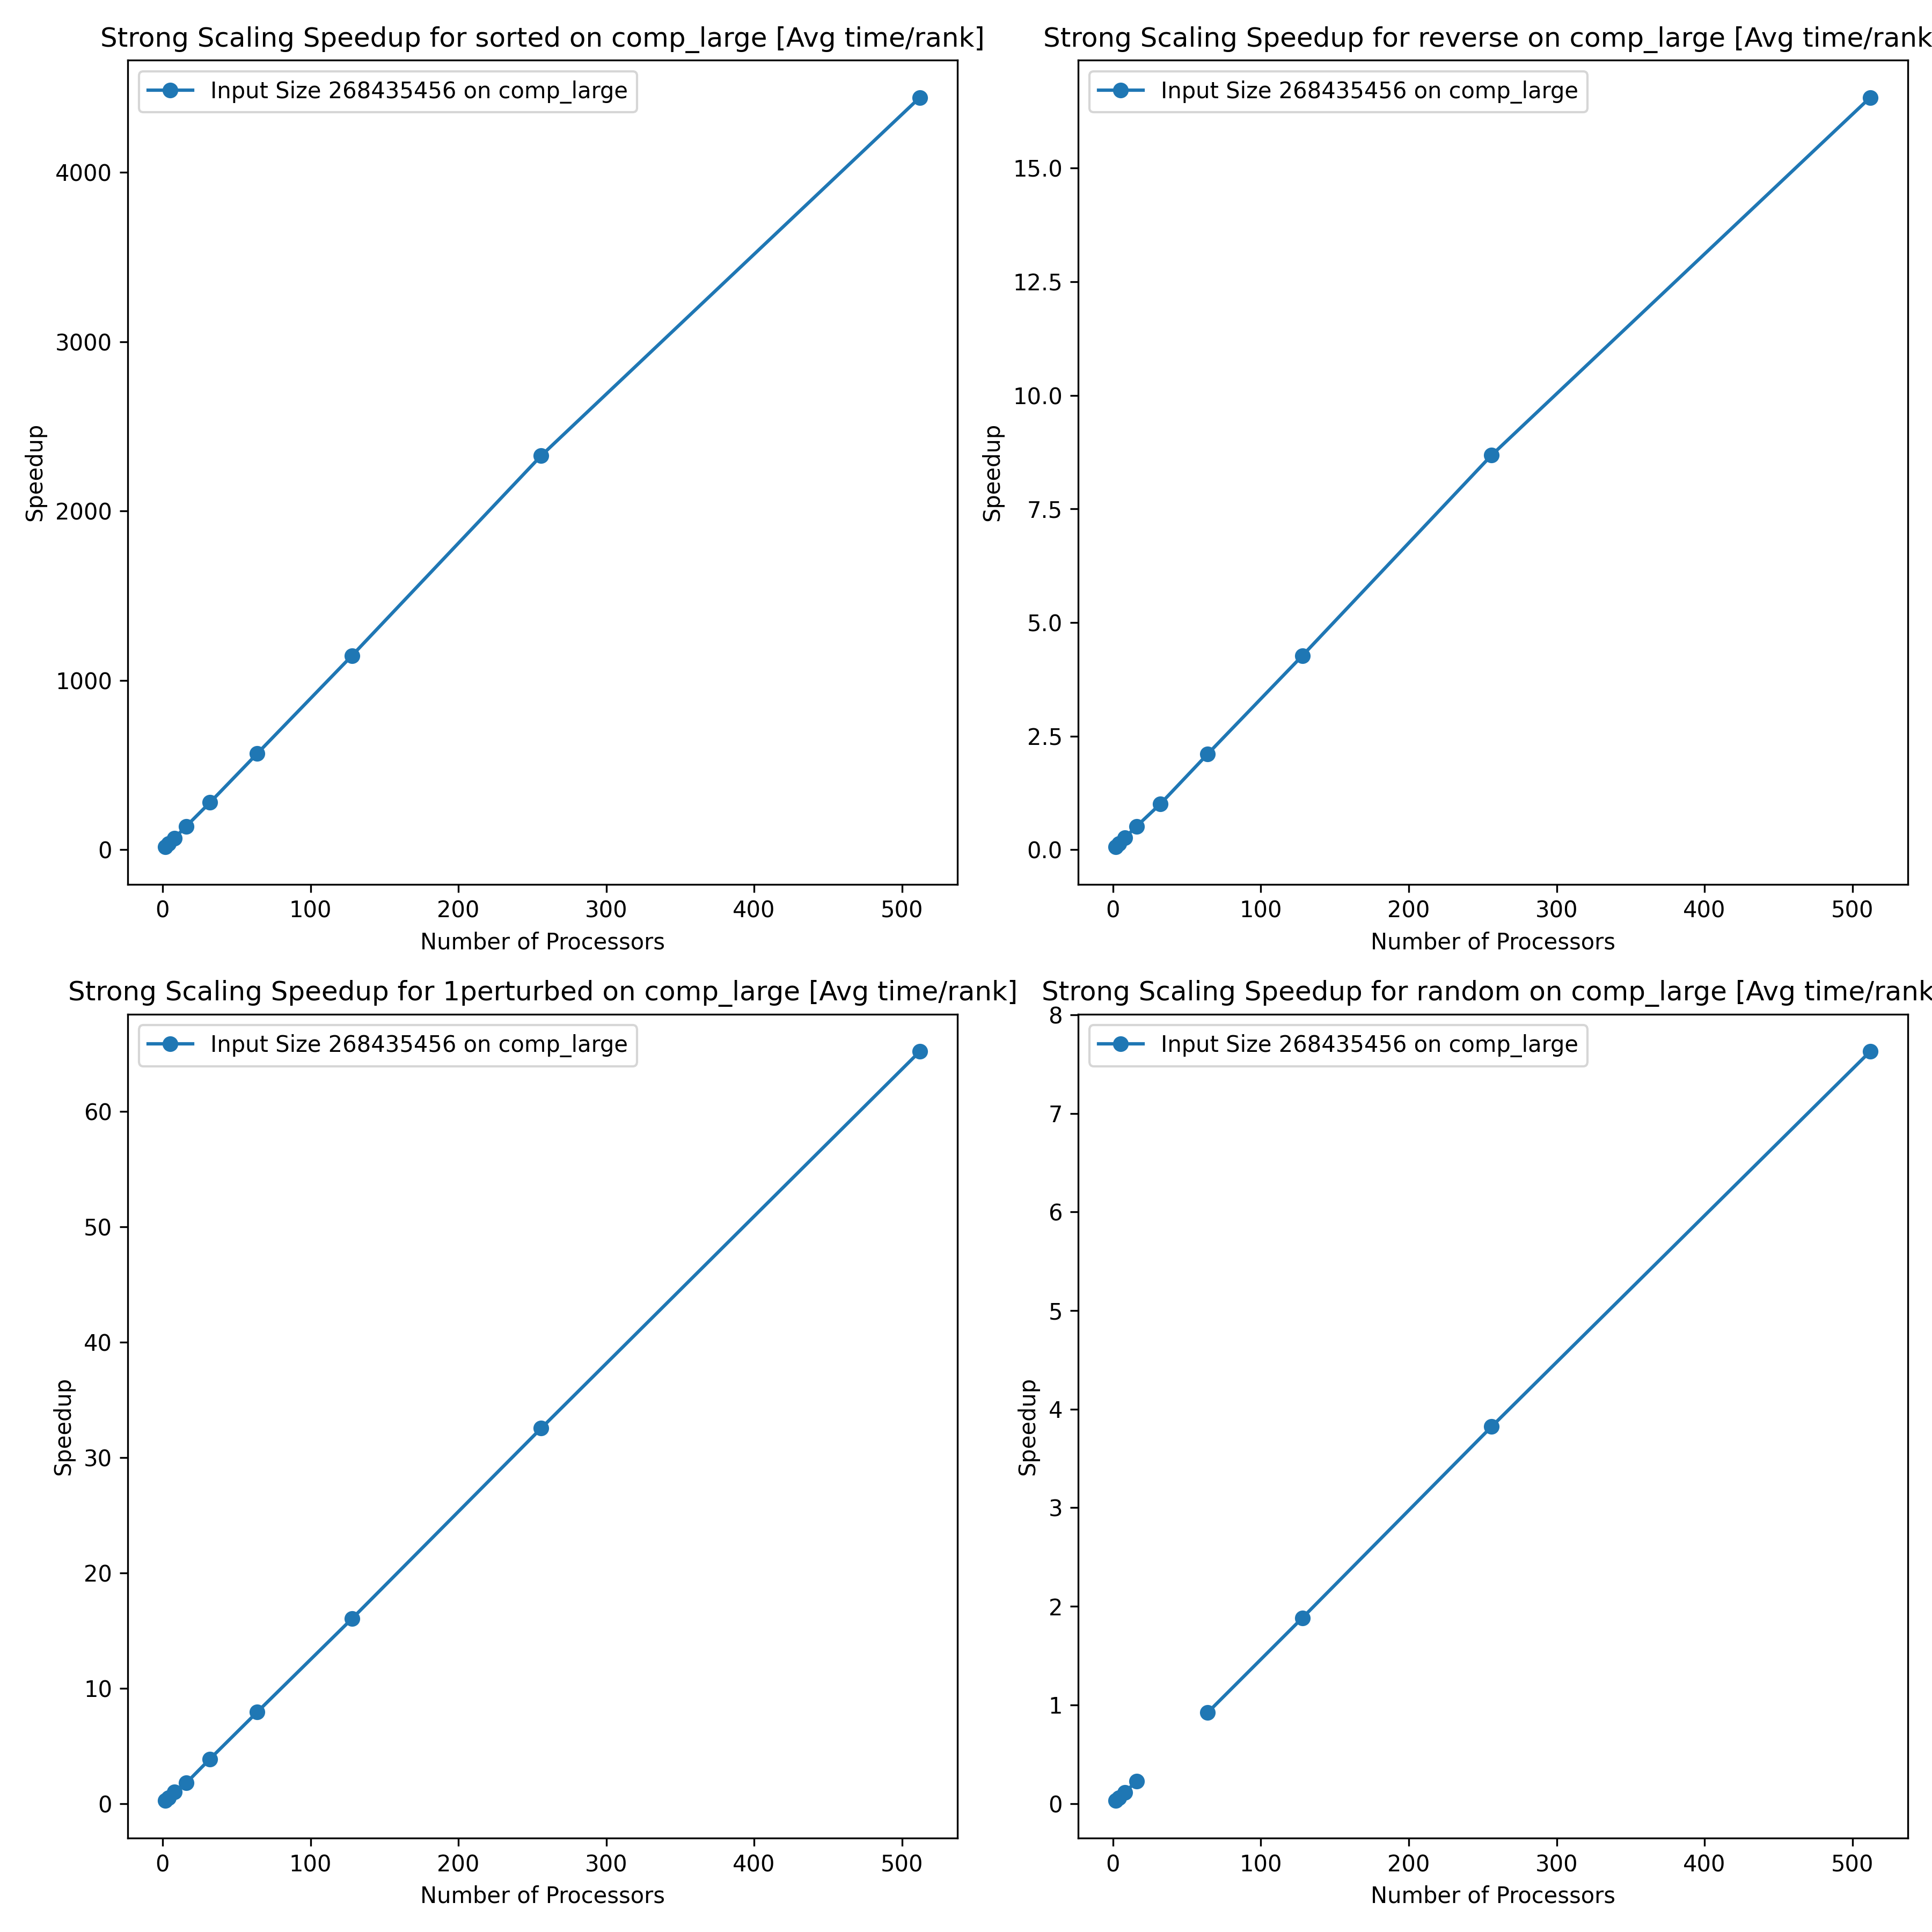 Strong Scaling Speedup for sorted on comp_large [Avg time/rank]
Input Size 268435456 on comp_large
4000
3000
2000
1000
0
Speedup
0 100 200 300 400 500
Number of Processors
Strong Scaling Speedup for reverse on comp_large [Avg time/rank
Input Size 268435456 on comp_large
15.0
12.5
10.0
7.5
5.0
2.5
0.0
Speedup
0 100 200 300 400 500
Number of Processors
Strong Scaling Speedup for 1perturbed on comp_large [Avg time/rank]
Input Size 268435456 on comp_large
60
50
40
30
20
10
0
Speedup
0 100 200 300 400 500
Number of Processors
Strong Scaling Speedup for random on comp_large [Avg time/rank
Input Size 268435456 on comp_large
8
7
6
5
4
3
2
1
0
Speedup
0 100 200 300 400 500
Number of Processors